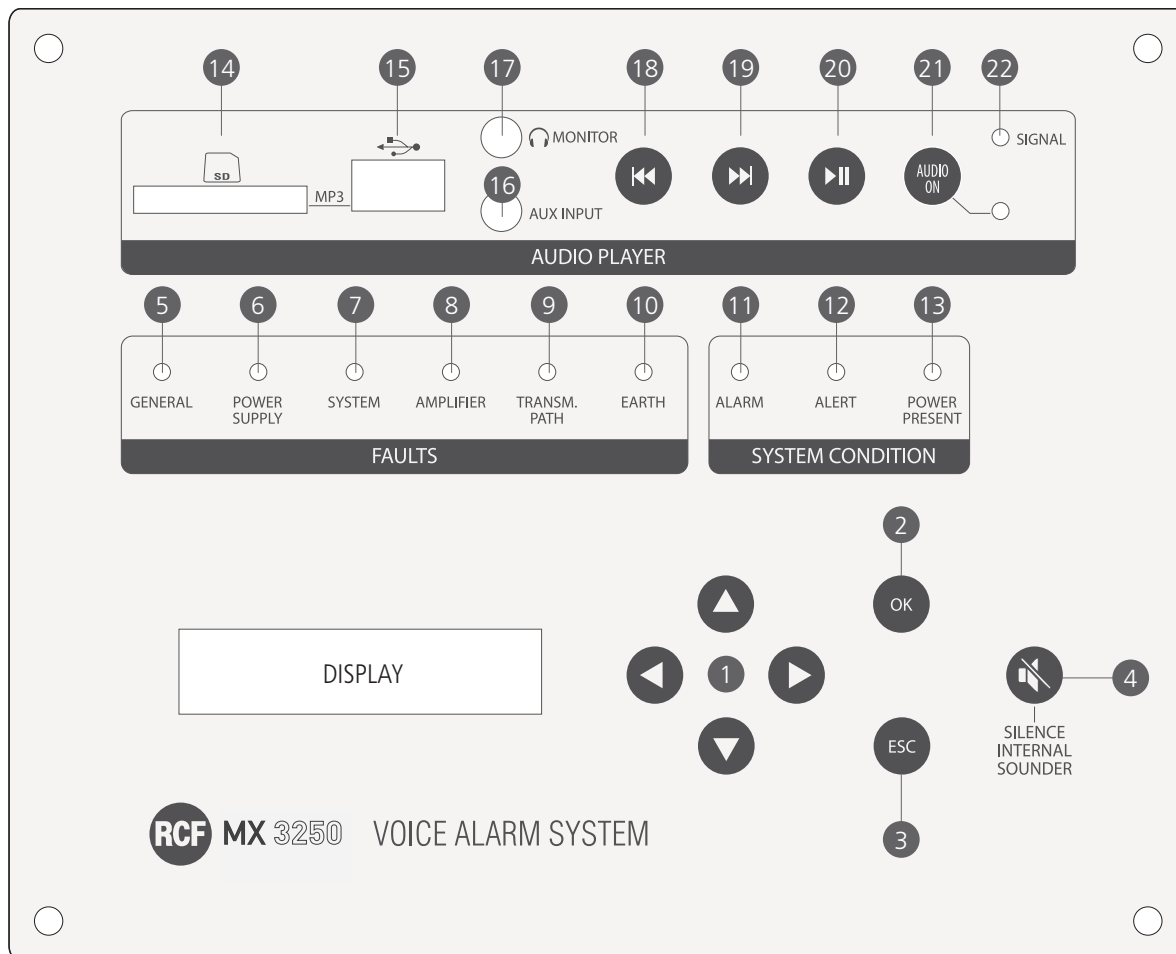 14 15 17 18 19 20 21 22
MONITOR
SIGNAL
SD
MP3
16
AUX INPUT
AUDIO
ON
AUDIO PLAYER
5 6 7 8 9 10 11 12 13
GENERAL
POWER
SUPPLY
SYSTEM
AMPLIFIER
TRANSM.
PATH
EARTH
FAULTS
ALARM
ALERT
POWER
PRESENT
SYSTEM CONDITION
2
OK
DISPLAY
1
4
SILENCE
INTERNAL
SOUNDER
ESC
3
RCF MX 3250 VOICE ALARM SYSTEM